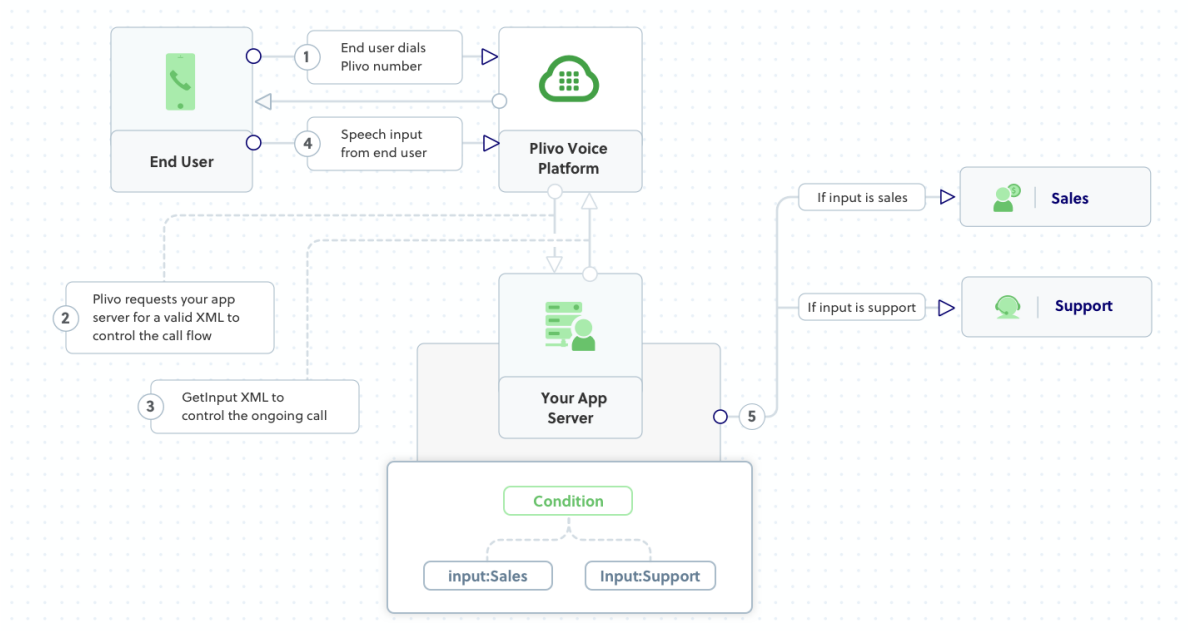 1
End user dials
Plivo number
4
Speech input
from end user
End User
Plivo Voice
Platform
If input is sales
Sales
If input is support
Support
2
Plivo requests your app
server for a valid XML to
control the call flow
3
GetInput XML to
control the ongoing call
Your App
Server
5
Condition
input:Sales
Input:Support